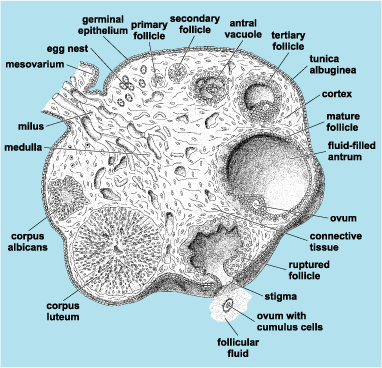 germinal
epithelium
primary
follicle
secondary
follicle
antral
vacuole
tertiary
follicle
egg nest
mesovarium
tunica
albuginea
cortex
milus
medulla
mature
follicle
fluid-filled
antrum
ovum
connective
tissue
corpus
albicans
ruptured
follicle
corpus
luteum
stigma
ovum with
cumulus cells
follicular
fluid